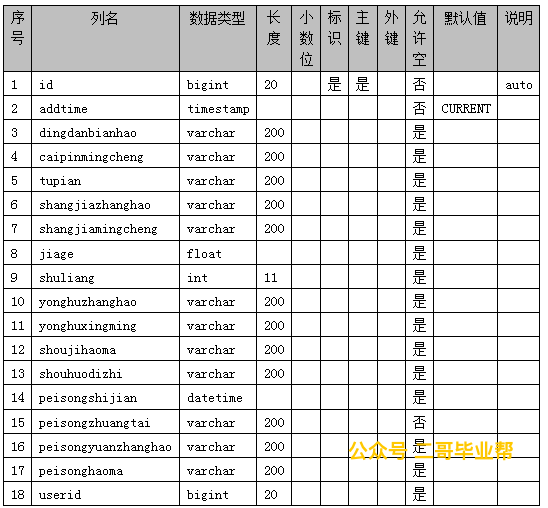 序号 列名 数据类型 长度 小数位 标识 主键 外键 允许空 默认值 说明
1 id bigint 20 是 是 否 auto
2 addtime timestamp 否 CURRENT
3 dingdanbianhao varchar 200 是
4 caipinmingcheng varchar 200 是
5 tupian varchar 200 是
6 shangjiazhanghao varchar 200 是
7 shangjiamingcheng varchar 200 是
8 jiage float 是
9 shuliang int 11 是
10 yonghuzhanghao varchar 200 是
11 yonghuxingming varchar 200 是
12 shoujihaoma varchar 200 是
13 shouhuodizhi varchar 200 是
14 peisongshijian datetime 是
15 peisongzhuangtai varchar 200 否
16 peisongyuanzhanghao varchar 200 是
公众号 二哥毕业帮
17 peisonghaoma varchar 200 是
18 userid bigint 20 是